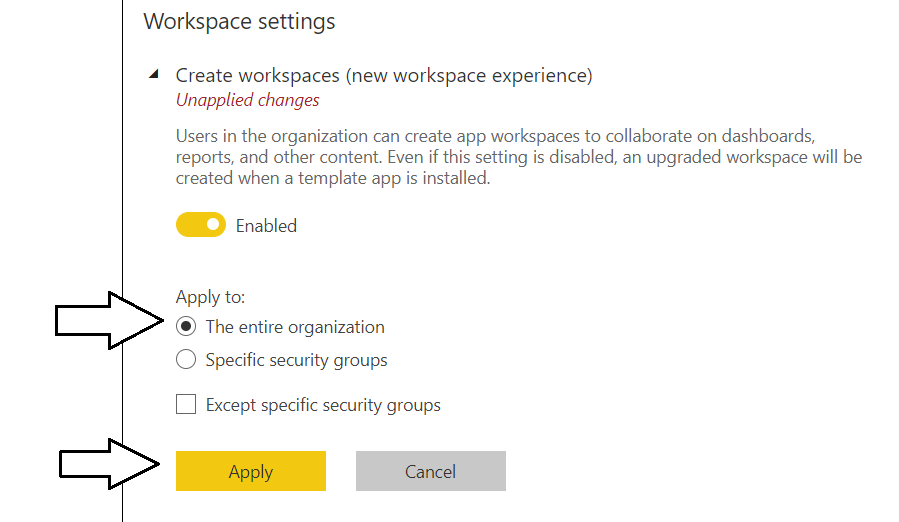 Workspace settings
Create workspaces (new workspace experience)
Unapplied changes
Users in the organization can create app workspaces to collaborate on dashboards,
reports, and other content. Even if this setting is disabled, an upgraded workspace will be
created when a template app is installed.
Enabled
Apply to:
The entire organization
Specific security groups
Except specific security groups
Apply
Cancel